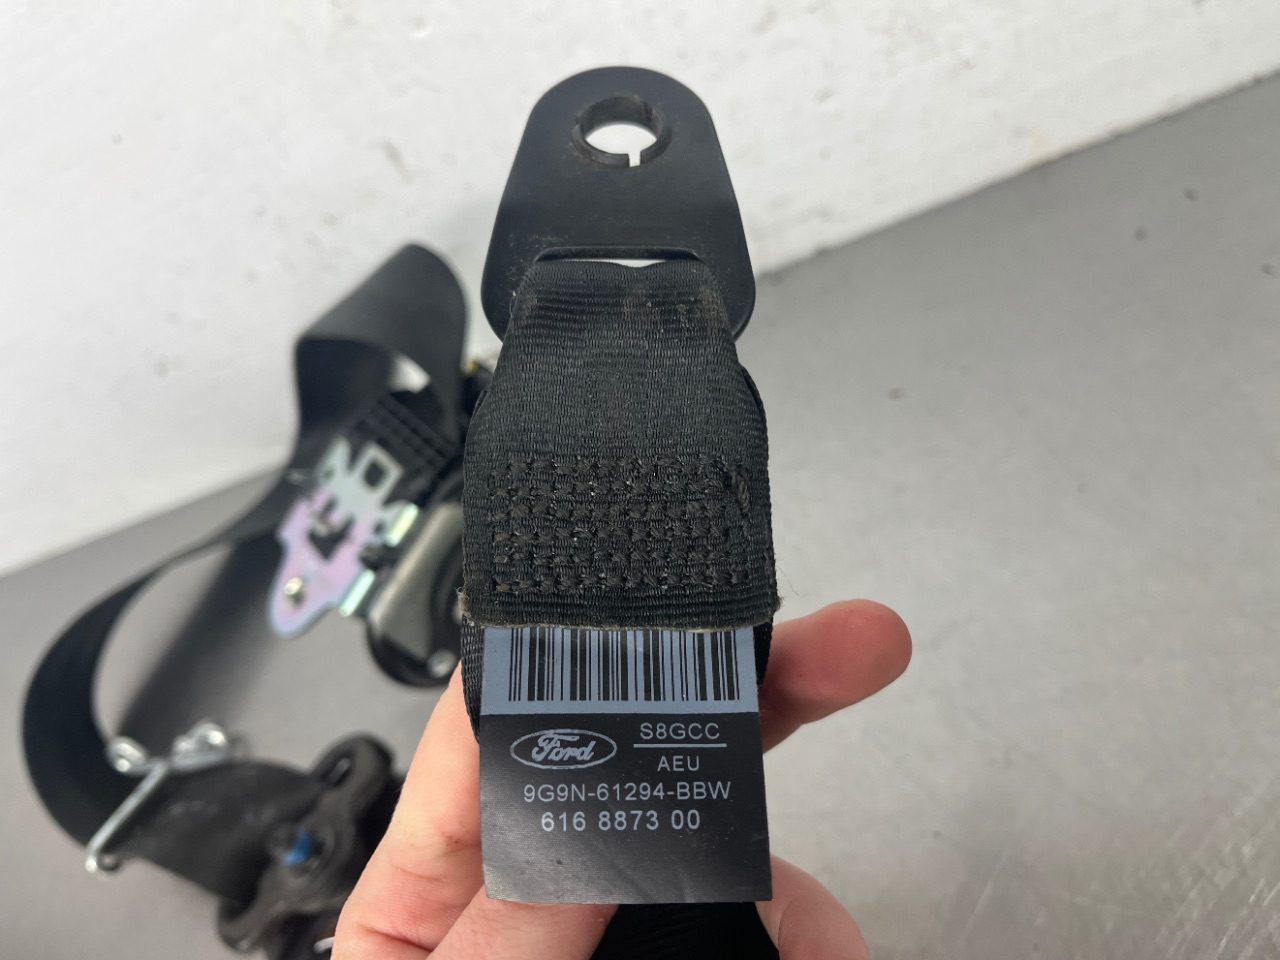 Ford
S8GCC
AEU
9G9N-61294-BBW
616 8873 00